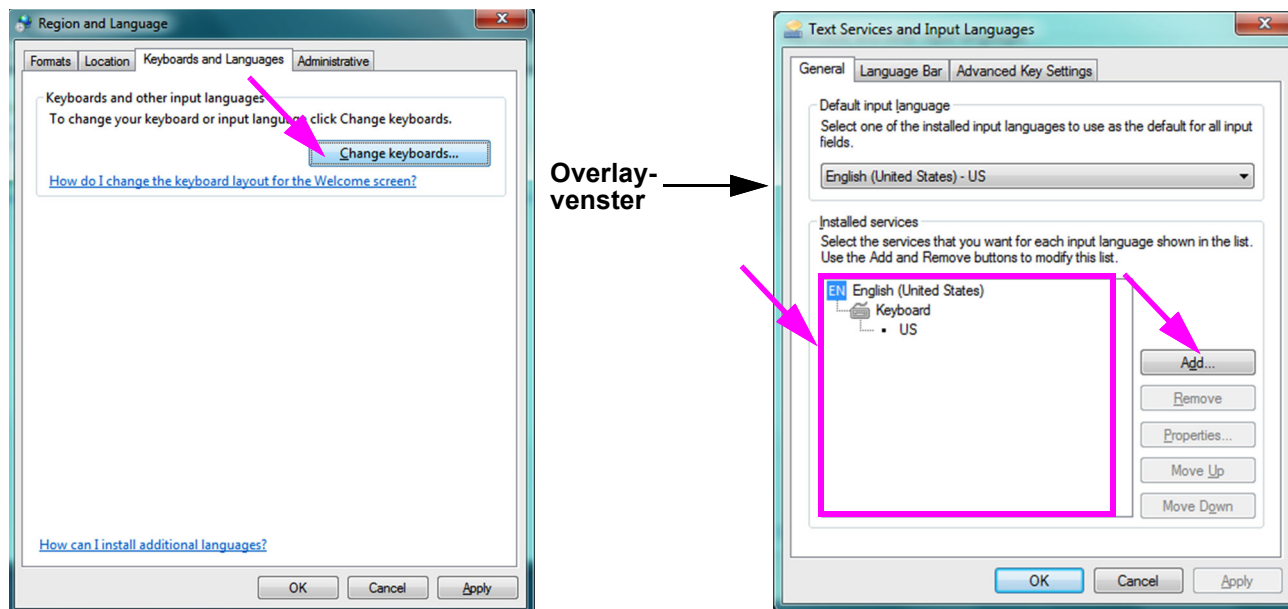 Region and Language
Formats Location Keyboards and Languages Administrative
Keyboards and other input languages
To change your keyboard or input language click Change keyboards.
Change keyboards...
How do I change the keyboard layout for the Welcome screen?
How can I install additional languages?
OK Cancel Apply
Overlay-
venster
Text Services and Input Languages
General Language Bar Advanced Key Settings
Default input language
Select one of the installed input languages to use as the default for all input
fields.
English (United States) - US
Installed services
Select the services that you want for each input language shown in the list.
Use the Add and Remove buttons to modify this list.
EN English (United States)
Keyboard
US
Add...
Remove
Properties...
Move Up
Move Down
OK Cancel Apply